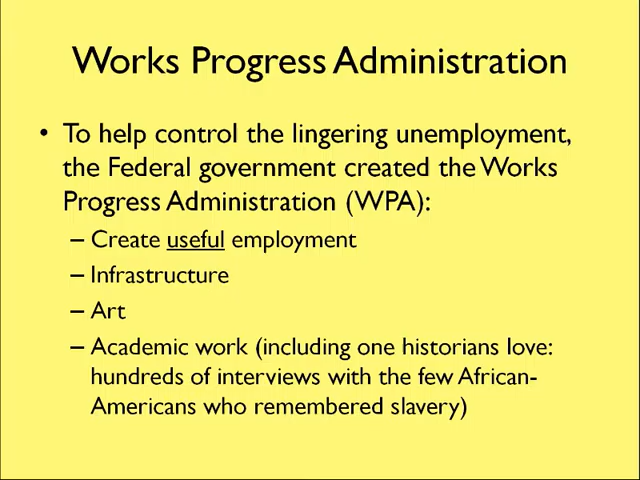 Works Progress Administration
• To help control the lingering unemployment,
the Federal government created the Works
Progress Administration (WPA):
– Create useful employment
– Infrastructure
– Art
– Academic work (including one historians love:
hundreds of interviews with the few African-
Americans who remembered slavery)